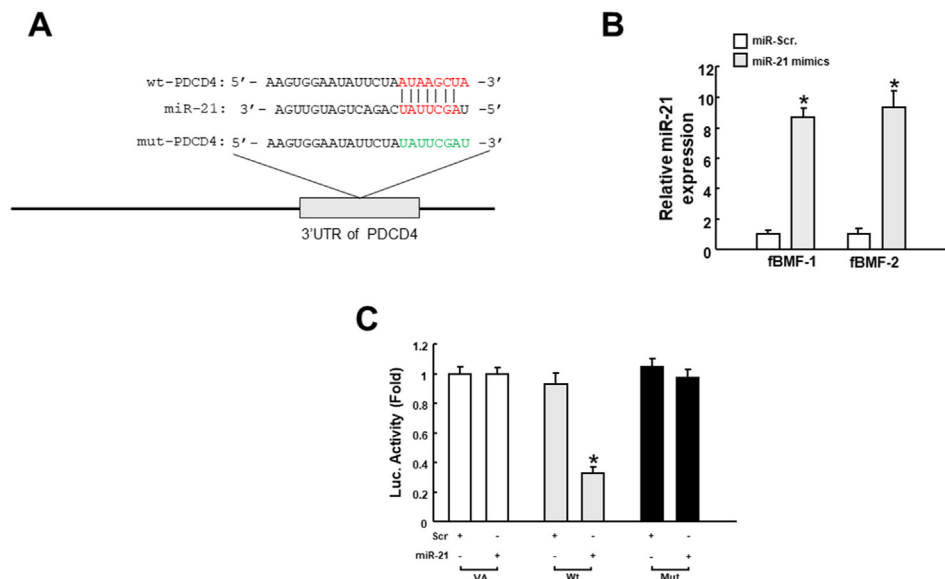 A
wt-PDCD4: 5’- AAGUGGAAUAUUCUAAUAAGCUA -3’
miR-21: 3’- AGUUGUAGUCAGACUAUUCGAU -5’
mut-PDCD4: 5’- AAGUGGAAUAUUCUAUAUUCGAU -3’
3’UTR of PDCD4
B
miR-Scr.
miR-21 mimics
Relative miR-21 expression
12
10
8
6
4
2
0
* *
fBMF-1 fBMF-2
C
Luc. Activity (Fold)
1.2
1
0.8
0.6
0.4
0.2
0
*
Scr + - + - + -
miR-21 - + - + - +
VA Wt Mut